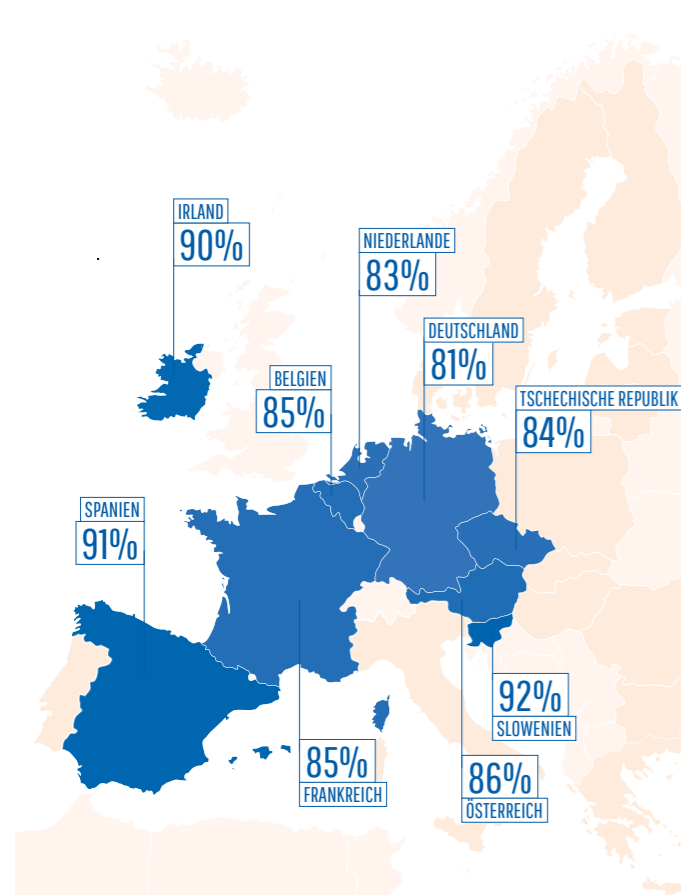 IRLAND
90%
NIEDERLANDE
83%
DEUTSCHLAND
81%
BELGIEN
85%
TSCHECHISCHE REPUBLIK
84%
SPANIEN
91%
92%
SLOWENIEN
85%
FRANKREICH
86%
ÖSTERREICH